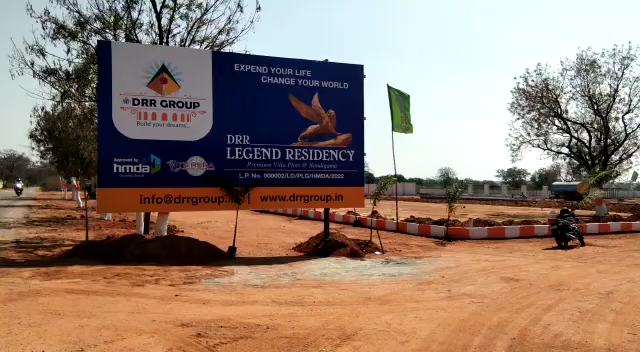 EXPEND YOUR LIFE
CHANGE YOUR WORLD
DRR GROUP
Build your dreams...
DRR
LEGEND RESIDENCY
Premium Villa Plots @ Nandigama
Approved by
hmda
L.P. No. 000002/LO/PLG/HMDA/2022
info@drrgroup.in | www.drrgroup.in